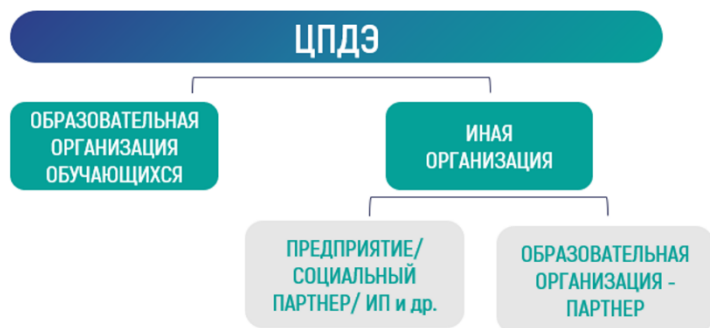 ЦПДЭ
ОБРАЗОВАТЕЛЬНАЯ
ОРГАНИЗАЦИЯ
ОБУЧАЮЩИХСЯ
ИНАЯ
ОРГАНИЗАЦИЯ
ПРЕДПРИЯТИЕ/
СОЦИАЛЬНЫЙ
ПАРТНЕР/ ИП и др.
ОБРАЗОВАТЕЛЬНАЯ
ОРГАНИЗАЦИЯ -
ПАРТНЕР